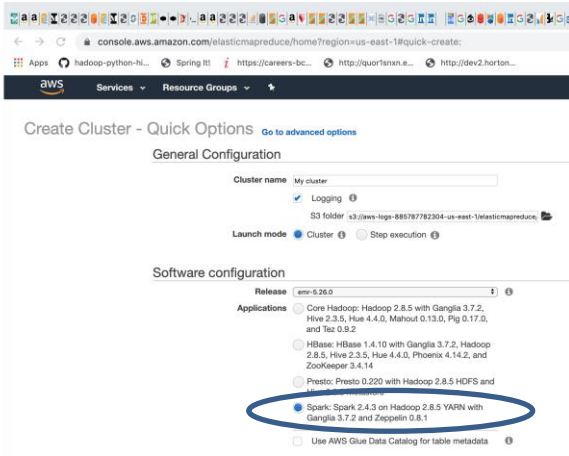 console.aws.amazon.com/elasticmapreduce/home?region=us-east-1#quick-create:
Apps hadoop-python-hi... Spring It! https://careers-bc... http://quor1snxn.e... http://dev2.horton...
aws Services Resource Groups
Create Cluster - Quick Options Go to advanced options
General Configuration
Cluster name My cluster
Logging
S3 folder s3://aws-logs-885787782304-us-east-1/elasticmapreduce/
Launch mode Cluster Step execution
Software configuration
Release emr-5.26.0
Applications Core Hadoop: Hadoop 2.8.5 with Ganglia 3.7.2,
Hive 2.3.5, Hue 4.4.0, Mahout 0.13.0, Pig 0.17.0,
and Tez 0.9.2
HBase: HBase 1.4.10 with Ganglia 3.7.2, Hadoop
2.8.5, Hive 2.3.5, Hue 4.4.0, Phoenix 4.14.2, and
ZooKeeper 3.4.14
Presto: Presto 0.220 with Hadoop 2.8.5 HDFS and
Spark: Spark 2.4.3 on Hadoop 2.8.5 YARN with
Ganglia 3.7.2 and Zeppelin 0.8.1
Use AWS Glue Data Catalog for table metadata